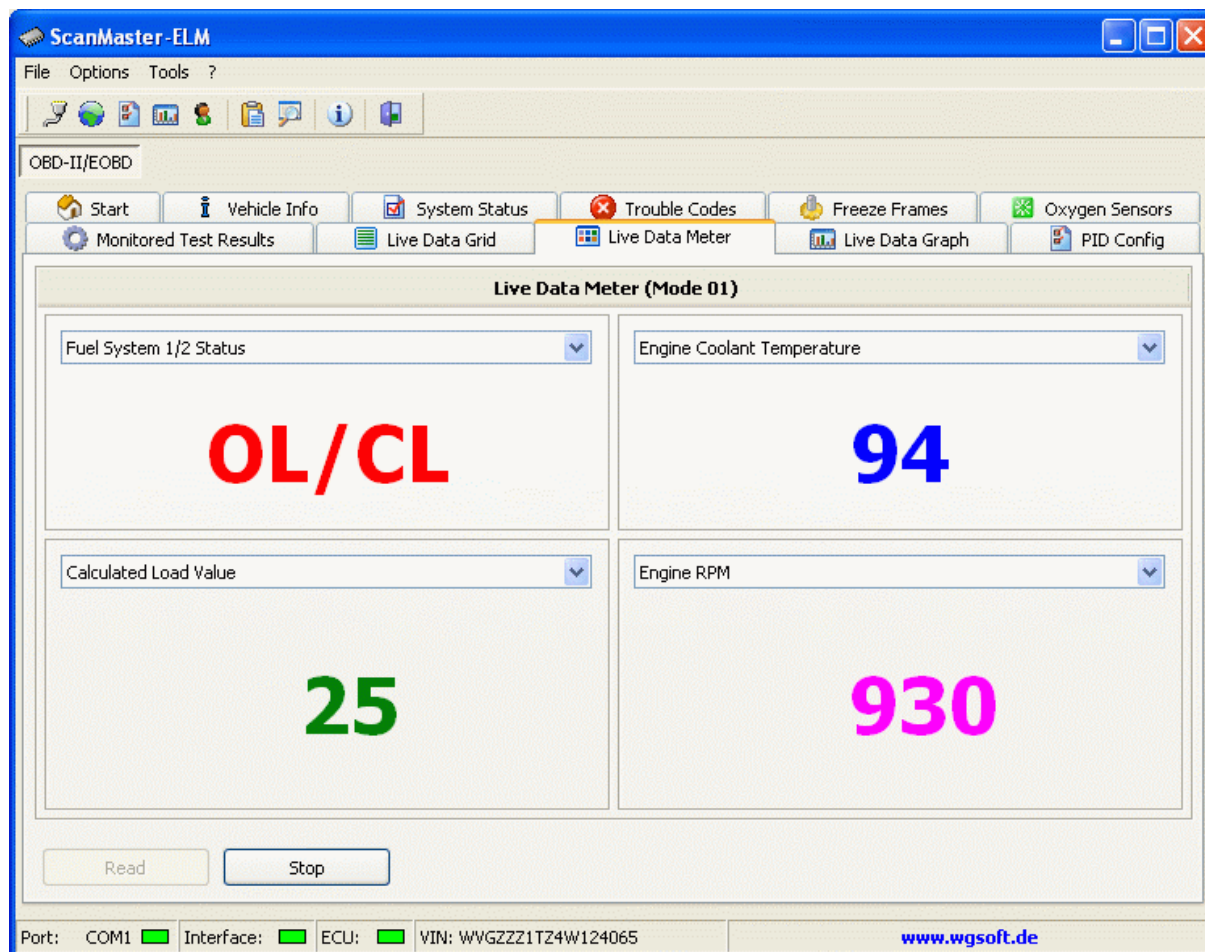 ScanMaster-ELM
File Options Tools ?
OBD-II/EOBD
Start Vehicle Info System Status Trouble Codes Freeze Frames Oxygen Sensors
Monitored Test Results Live Data Grid Live Data Meter Live Data Graph PID Config
Live Data Meter (Mode 01)
Fuel System 1/2 Status Engine Coolant Temperature
OL/CL 94
Calculated Load Value Engine RPM
25 930
Read Stop
Port: COM1 Interface: ECU: VIN: WVGZZZ1TZ4W124065 www.wgsoft.de